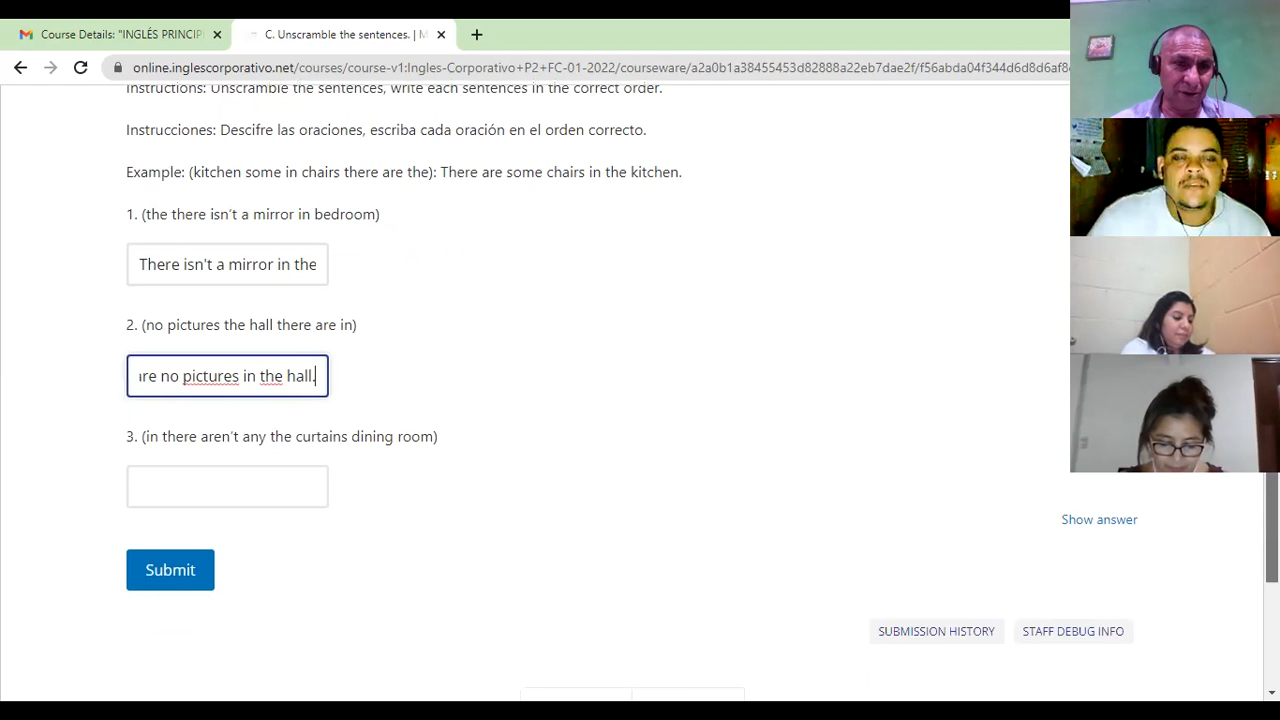 Course Details: "INGLÉS PRINCIPI
C. Unscramble the sentences. | M
online.inglescorporativo.net/courses/course-v1:Ingles-Corporativo+P2+FC-01-2022/courseware/a2a0b1a38455453d82888a22eb7dae2f/f56abda04f344d6d8d6af8
Instructions: Unscramble the sentences, write each sentences in the correct order.
Instrucciones: Descifre las oraciones, escriba cada oración en el orden correcto.
Example: (kitchen some in chairs there are the): There are some chairs in the kitchen.
1. (the there isn't a mirror in bedroom)
There isn't a mirror in the
2. (no pictures the hall there are in)
are no pictures in the hall.
3. (in there aren't any the curtains dining room)
Show answer
Submit
SUBMISSION HISTORY
STAFF DEBUG INFO